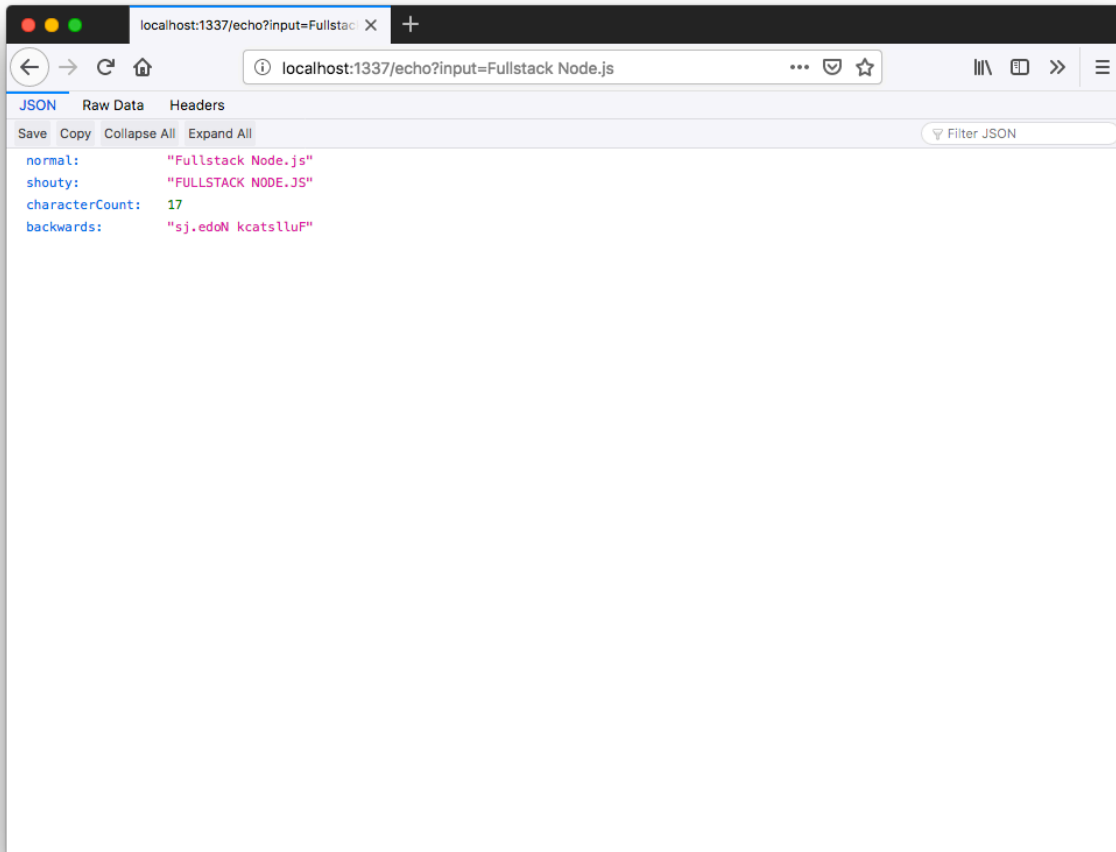 localhost:1337/echo?input=Fullstac
localhost:1337/echo?input=Fullstack Node.js
JSON Raw Data Headers
Save Copy Collapse All Expand All Filter JSON
normal: "Fullstack Node.js"
shouty: "FULLSTACK NODE.JS"
characterCount: 17
backwards: "sj.edoN kcatslluF"